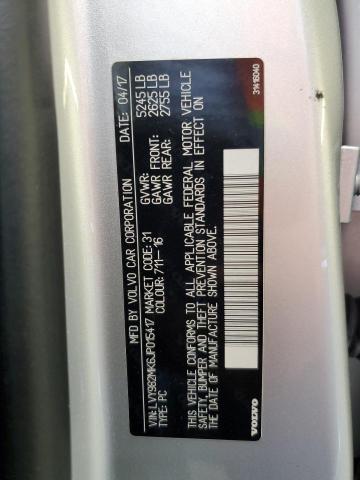 MFD BY VOLVO CAR CORPORATION DATE: 04/17
GVWR: 5245 LB
GAWR FRONT: 2625 LB
GAWR REAR: 2755 LB
VIN: LVY982MK6JP015417 MARKET CODE: 31
TYPE: PC COLOUR: 711-16
THIS VEHICLE CONFORMS TO ALL APPLICABLE FEDERAL MOTOR VEHICLE
SAFETY, BUMPER, AND THEFT PREVENTION STANDARDS IN EFFECT ON
THE DATE OF MANUFACTURE SHOWN ABOVE.
VOLVO 31416040